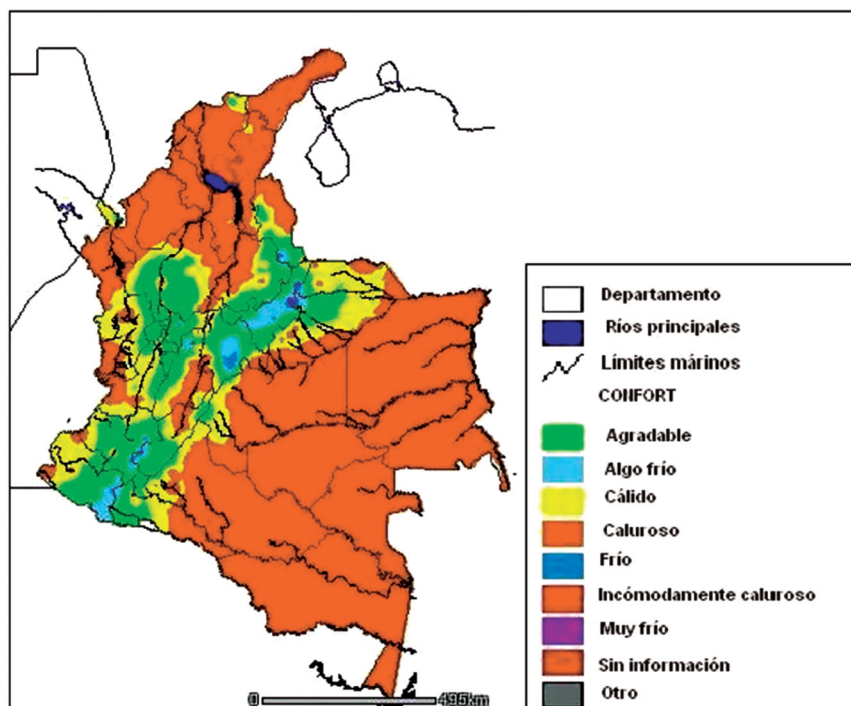 Departamento
Ríos principales
Límites márinos
CONFORT
Agradable
Algo frío
Cálido
Caluroso
Frío
Incómodamente caluroso
Muy frío
Sin información
Otro
0 495km